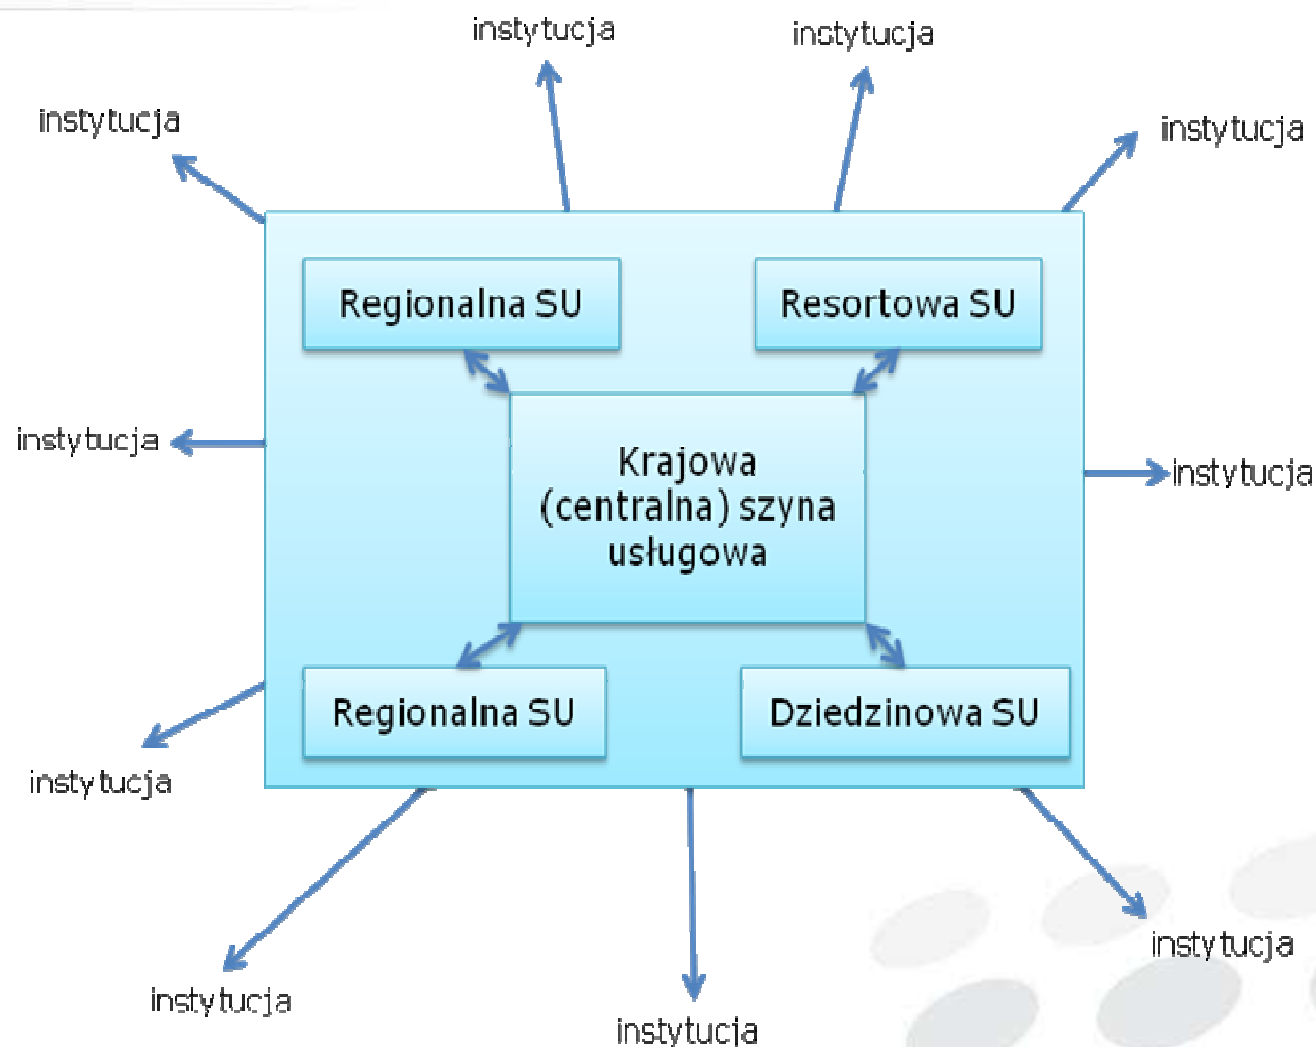 instytucja
instytucja
instytucja
instytucja
Regionalna SU
Resortowa SU
instytucja
Krajowa
(centralna) szyna
usługowa
instytucja
Regionalna SU
Dziedzinowa SU
instytucja
instytucja
instytucja
instytucja